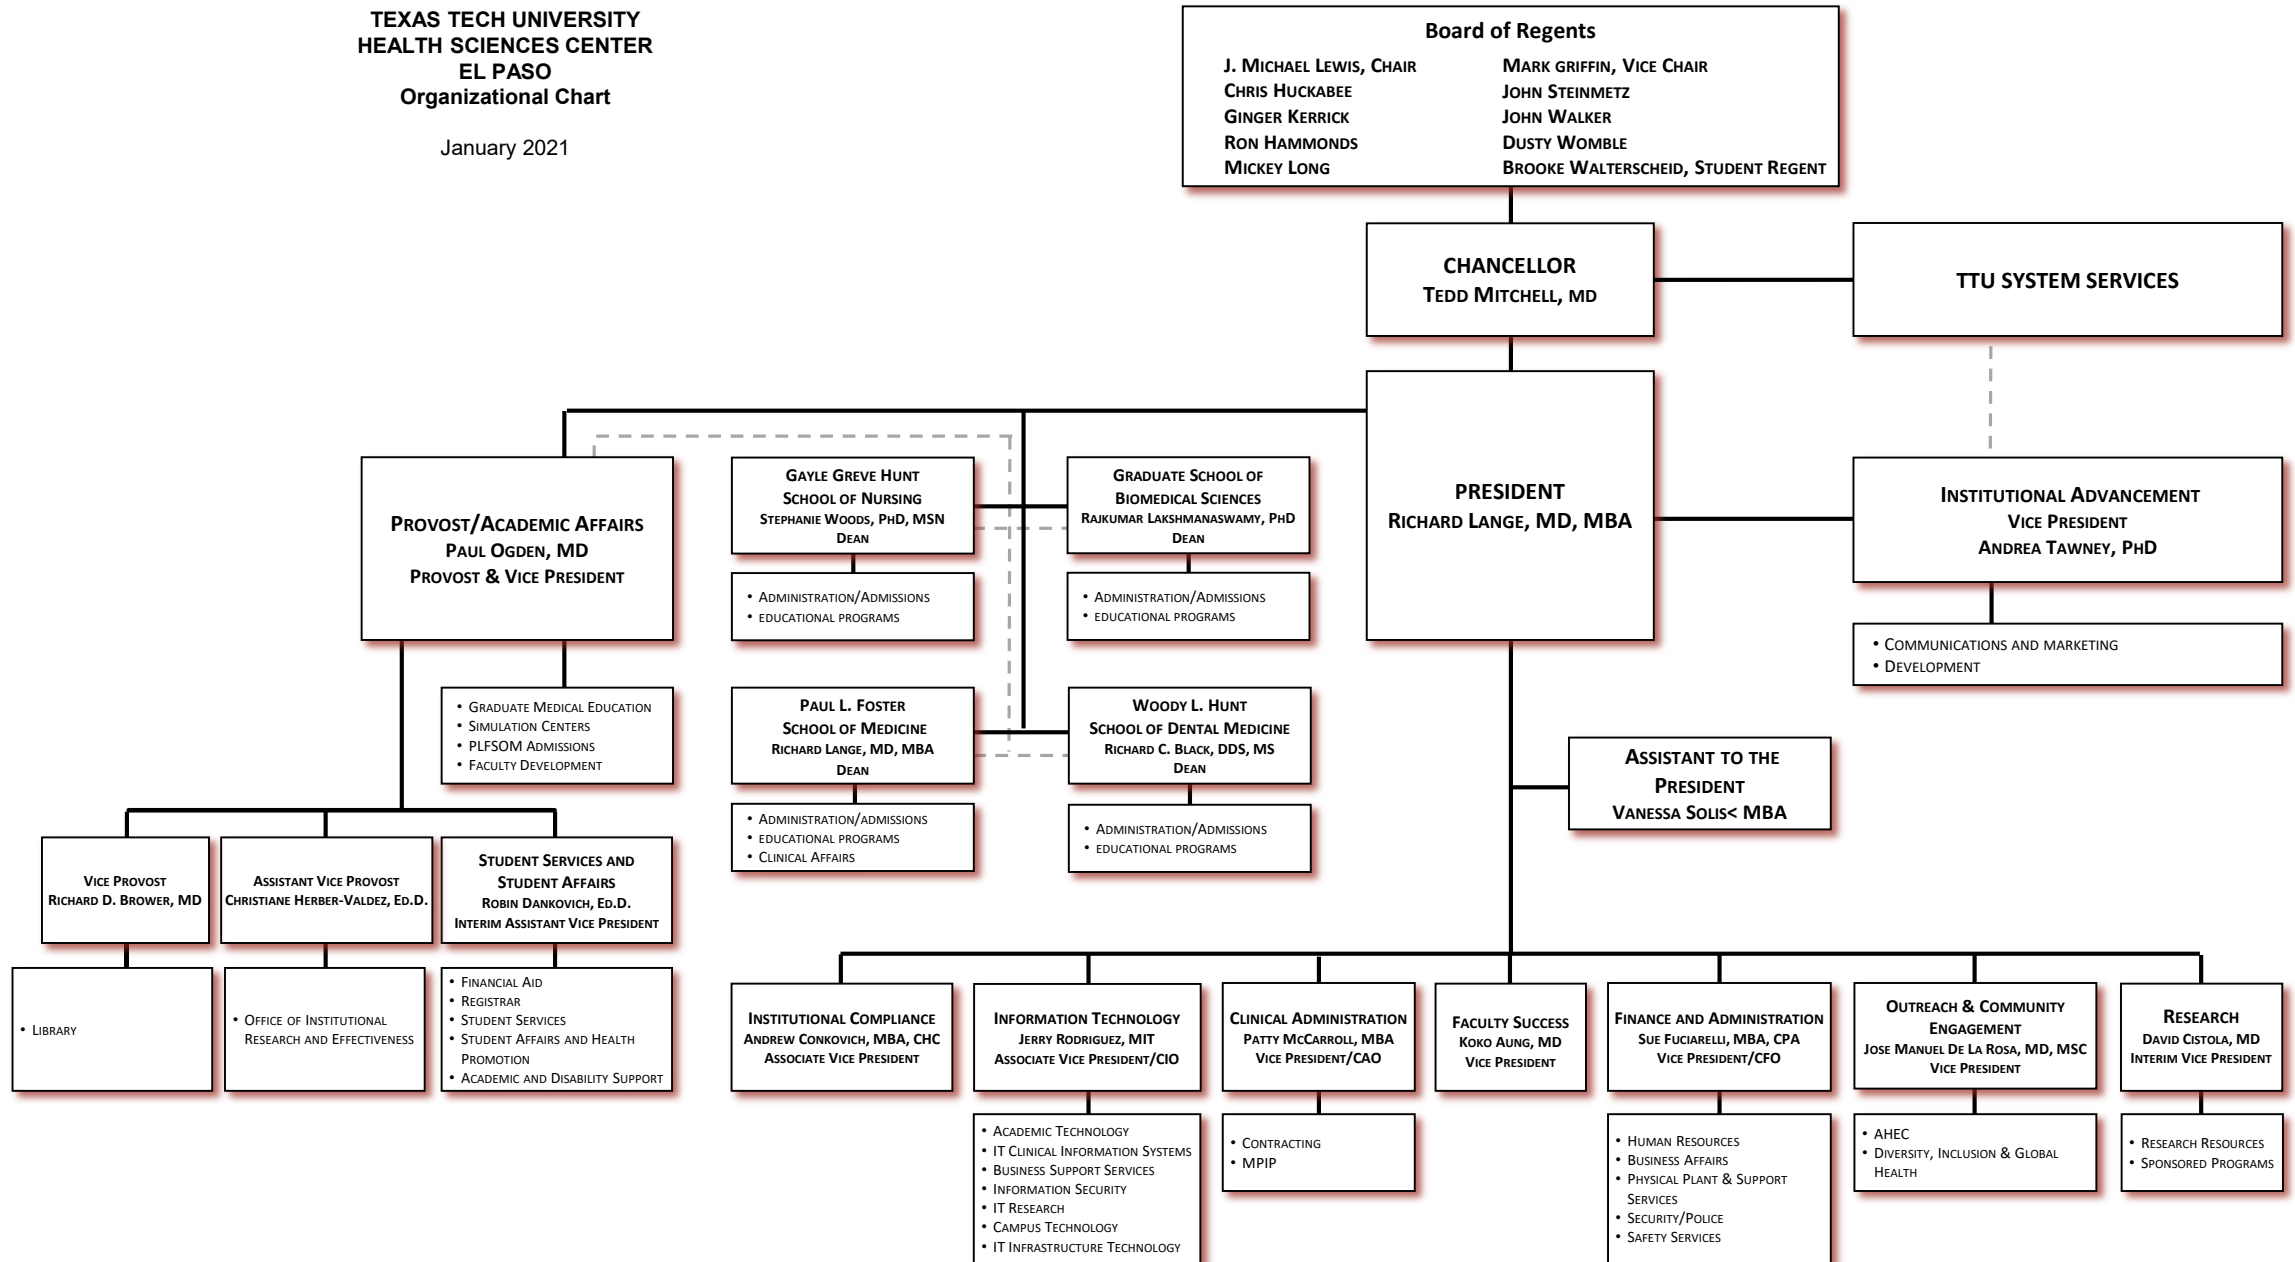 TEXAS TECH UNIVERSITY
HEALTH SCIENCES CENTER
EL PASO
Organizational Chart
January 2021
Board of Regents
J. Michael Lewis, Chair
Chris Huckabee
Ginger Kerrick
Ron Hammonds
Mickey Long
Mark griffin, Vice Chair
John Steinmetz
John Walker
Dusty Womble
Brooke Walterscheid, Student Regent
CHANCELLOR
Tedd Mitchell, MD
TTU SYSTEM SERVICES
PRESIDENT
Richard Lange, MD, MBA
Institutional Advancement
Vice President
Andrea Tawney, PhD
• Communications and marketing
• Development
Assistant to the
President
Vanessa Solis< MBA
Provost/Academic Affairs
Paul Ogden, MD
Provost & Vice President
• Graduate Medical Education
• Simulation Centers
• PLFSOM Admissions
• Faculty Development
Gayle Greve Hunt
School of Nursing
Stephanie Woods, PhD, MSN
Dean
• Administration/Admissions
• educational programs
Graduate School of
Biomedical Sciences
Rajkumar Lakshmanaswamy, PhD
Dean
• Administration/Admissions
• educational programs
Paul L. Foster
School of Medicine
Richard Lange, MD, MBA
Dean
• Administration/admissions
• educational programs
• Clinical Affairs
Woody L. Hunt
School of Dental Medicine
Richard C. Black, DDS, MS
Dean
• Administration/Admissions
• educational programs
Vice Provost
Richard D. Brower, MD
• Library
Assistant Vice Provost
Christiane Herber-Valdez, Ed.D.
• Office of Institutional
Research and Effectiveness
Student Services and
Student Affairs
Robin Dankovich, Ed.D.
Interim Assistant Vice President
• Financial Aid
• Registrar
• Student Services
• Student Affairs and Health
Promotion
• Academic and Disability Support
Institutional Compliance
Andrew Conkovich, MBA, CHC
Associate Vice President
Information Technology
Jerry Rodriguez, MIT
Associate Vice President/CIO
• Academic Technology
• IT Clinical Information Systems
• Business Support Services
• Information Security
• IT Research
• Campus Technology
• IT Infrastructure Technology
Clinical Administration
Patty McCarroll, MBA
Vice President/CAO
• Contracting
• MPIP
Faculty Success
Koko Aung, MD
Vice President
Finance and Administration
Sue Fuciarelli, MBA, CPA
Vice President/CFO
• Human Resources
• Business Affairs
• Physical Plant & Support
Services
• Security/Police
• Safety Services
Outreach & Community
Engagement
Jose Manuel De La Rosa, MD, MSC
Vice President
• AHEC
• Diversity, Inclusion & Global
Health
Research
David Cistola, MD
Interim Vice President
• Research Resources
• Sponsored Programs